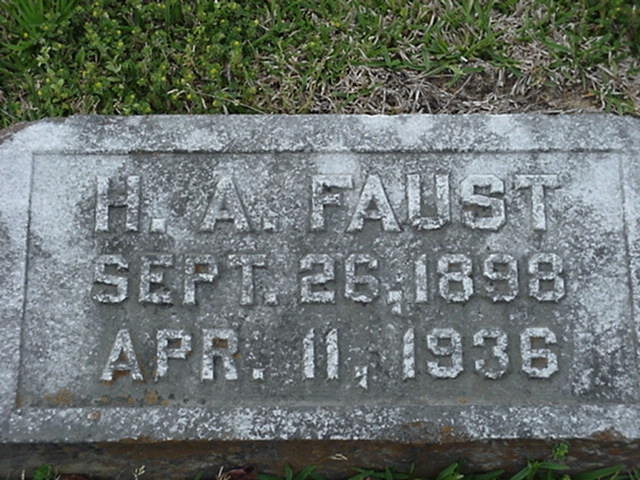 H. A. FAUST
SEPT. 26, 1898
APR. 11, 1936